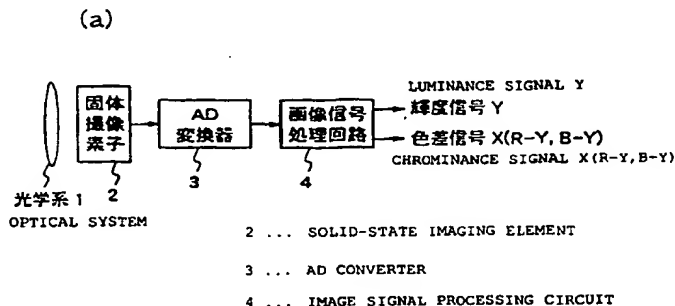 (a)
固体
撮像
素子
AD
変換器
画像信号
処理回路
LUMINANCE SIGNAL Y
輝度信号 Y
色差信号 X(R-Y, B-Y)
CHROMINANCE SIGNAL X(R-Y, B-Y)
光学系 1
OPTICAL SYSTEM
2
3
4
2 ... SOLID-STATE IMAGING ELEMENT
3 ... AD CONVERTER
4 ... IMAGE SIGNAL PROCESSING CIRCUIT